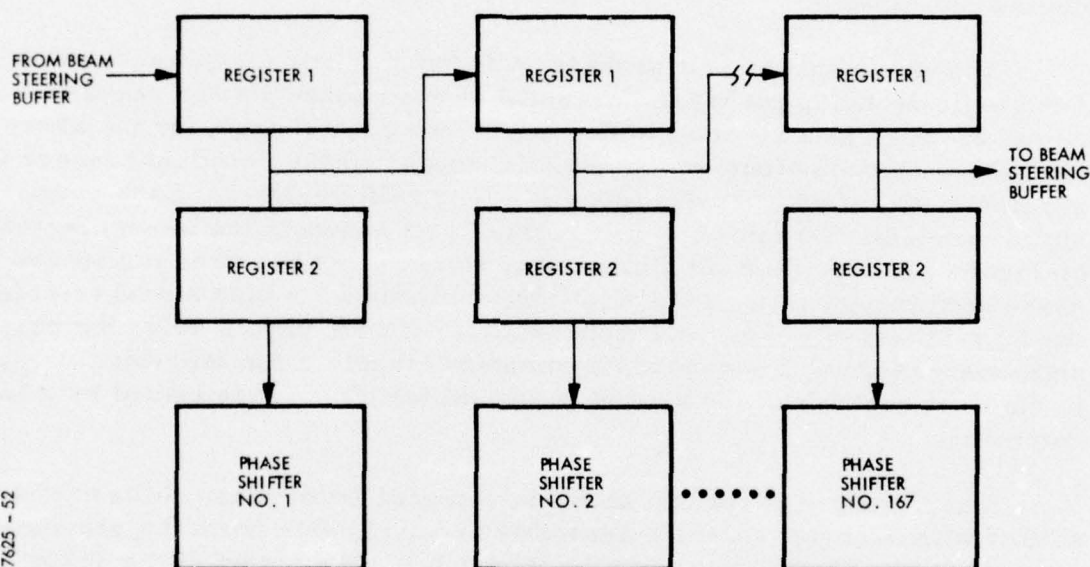 FROM BEAM
STEERING
BUFFER
REGISTER 1
REGISTER 1
REGISTER 1
TO BEAM
STEERING
BUFFER
REGISTER 2
REGISTER 2
REGISTER 2
PHASE
SHIFTER
NO. 1
PHASE
SHIFTER
NO. 2
PHASE
SHIFTER
NO. 167
7625 - 52